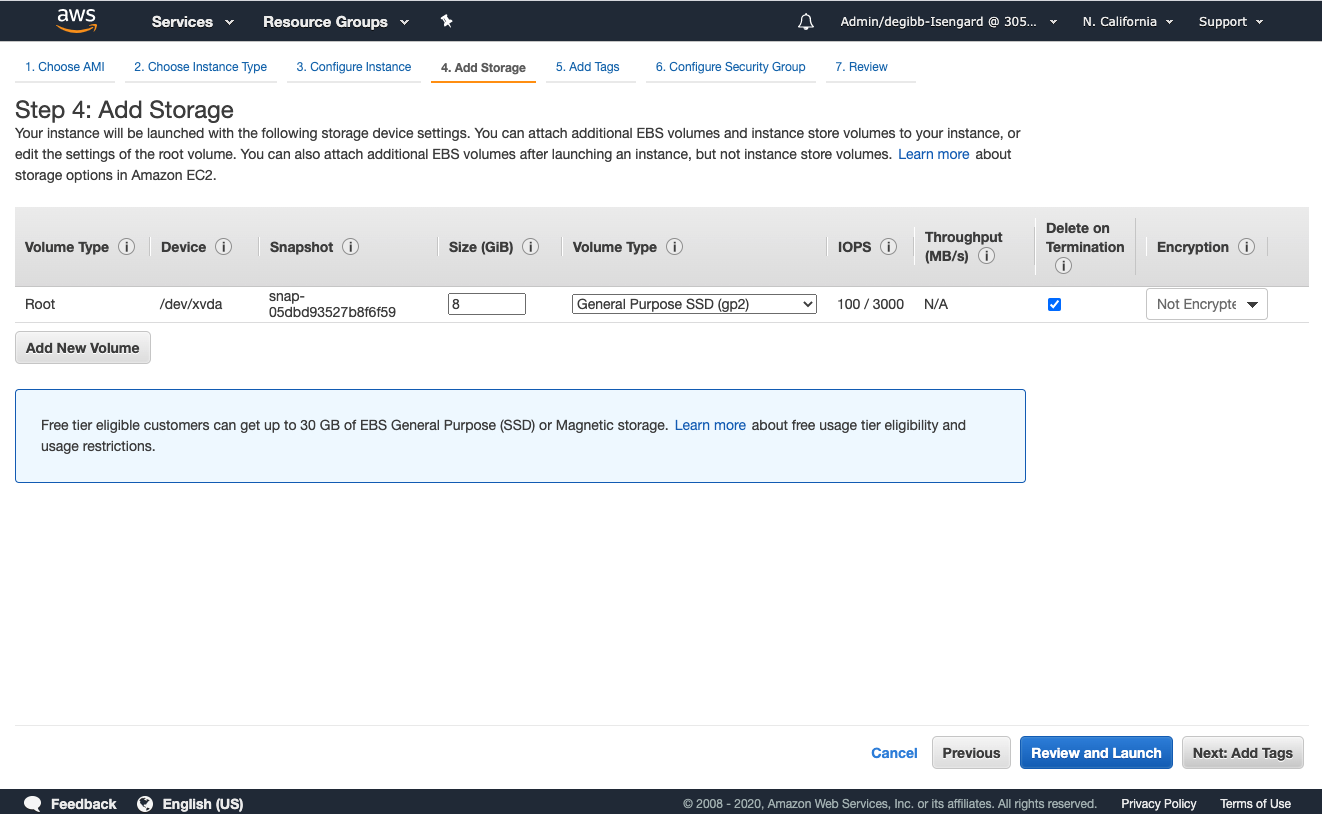 aws Services Resource Groups Admin/degibb-Isengard @ 305... N. California Support
1. Choose AMI 2. Choose Instance Type 3. Configure Instance 4. Add Storage 5. Add Tags 6. Configure Security Group 7. Review
Step 4: Add Storage
Your instance will be launched with the following storage device settings. You can attach additional EBS volumes and instance store volumes to your instance, or
edit the settings of the root volume. You can also attach additional EBS volumes after launching an instance, but not instance store volumes. Learn more about
storage options in Amazon EC2.
Volume Type i Device i Snapshot i Size (GiB) i Volume Type i IOPS i Throughput
(MB/s) i Delete on
Termination
i Encryption i
Root /dev/xvda snap-
05dbd93527b8f6f59 8 General Purpose SSD (gp2) 100 / 3000 N/A Not Encrypte
Add New Volume
Free tier eligible customers can get up to 30 GB of EBS General Purpose (SSD) or Magnetic storage. Learn more about free usage tier eligibility and
usage restrictions.
Cancel Previous Review and Launch Next: Add Tags
Feedback English (US) © 2008 - 2020, Amazon Web Services, Inc. or its affiliates. All rights reserved. Privacy Policy Terms of Use